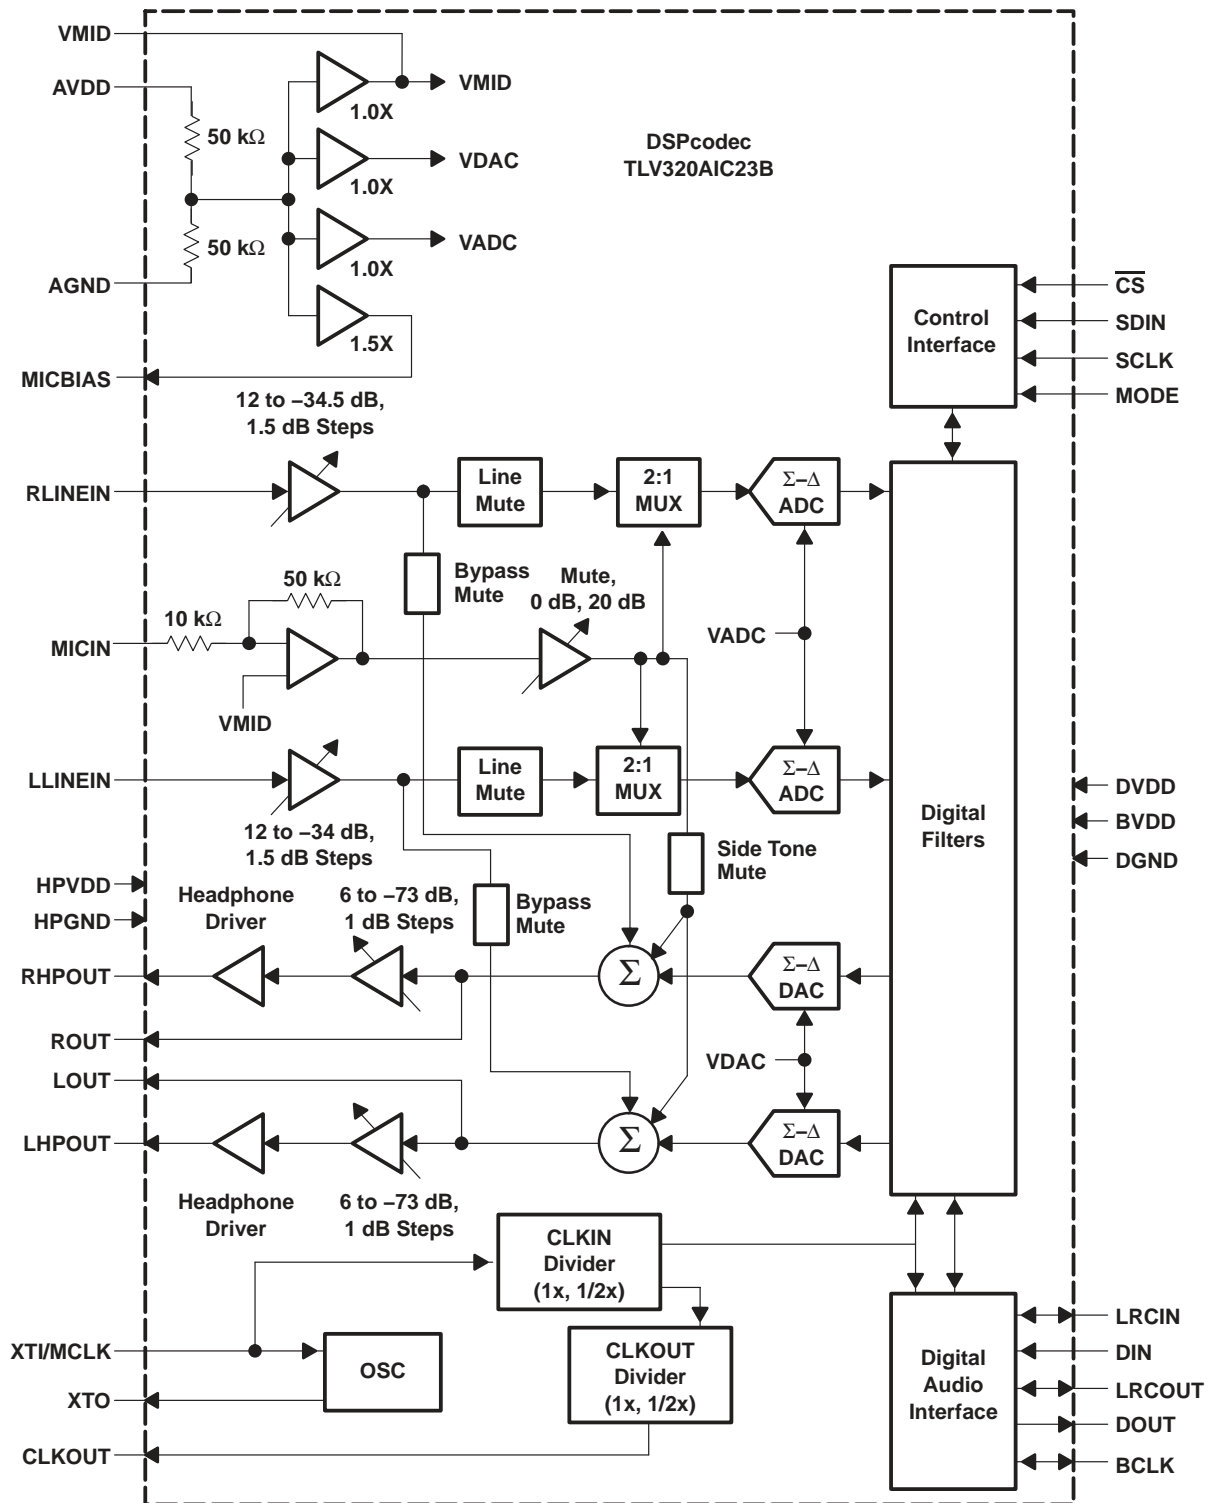 VMID
AVDD
50 kΩ
50 kΩ
AGND
MICBIAS
1.0X
VMID
1.0X
VDAC
1.0X
VADC
1.5X
DSPcodec
TLV320AIC23B
Control
Interface
CS
SDIN
SCLK
MODE
12 to –34.5 dB,
1.5 dB Steps
RLINEIN
Line
Mute
2:1
MUX
Σ–Δ
ADC
Bypass
Mute
Mute,
0 dB, 20 dB
50 kΩ
10 kΩ
MICIN
VMID
VADC
LLINEIN
12 to –34 dB,
1.5 dB Steps
Line
Mute
2:1
MUX
Σ–Δ
ADC
Digital
Filters
DVDD
BVDD
DGND
Side Tone
Mute
HPVDD
HPGND
Headphone
Driver
6 to –73 dB,
1 dB Steps
Bypass
Mute
RHPOUT
Σ
Σ–Δ
DAC
ROUT
LOUT
VDAC
LHPOUT
Σ
Σ–Δ
DAC
Headphone
Driver
6 to –73 dB,
1 dB Steps
CLKIN
Divider
(1x, 1/2x)
CLKOUT
Divider
(1x, 1/2x)
XTI/MCLK
OSC
XTO
CLKOUT
Digital
Audio
Interface
LRCIN
DIN
LRCOUT
DOUT
BCLK